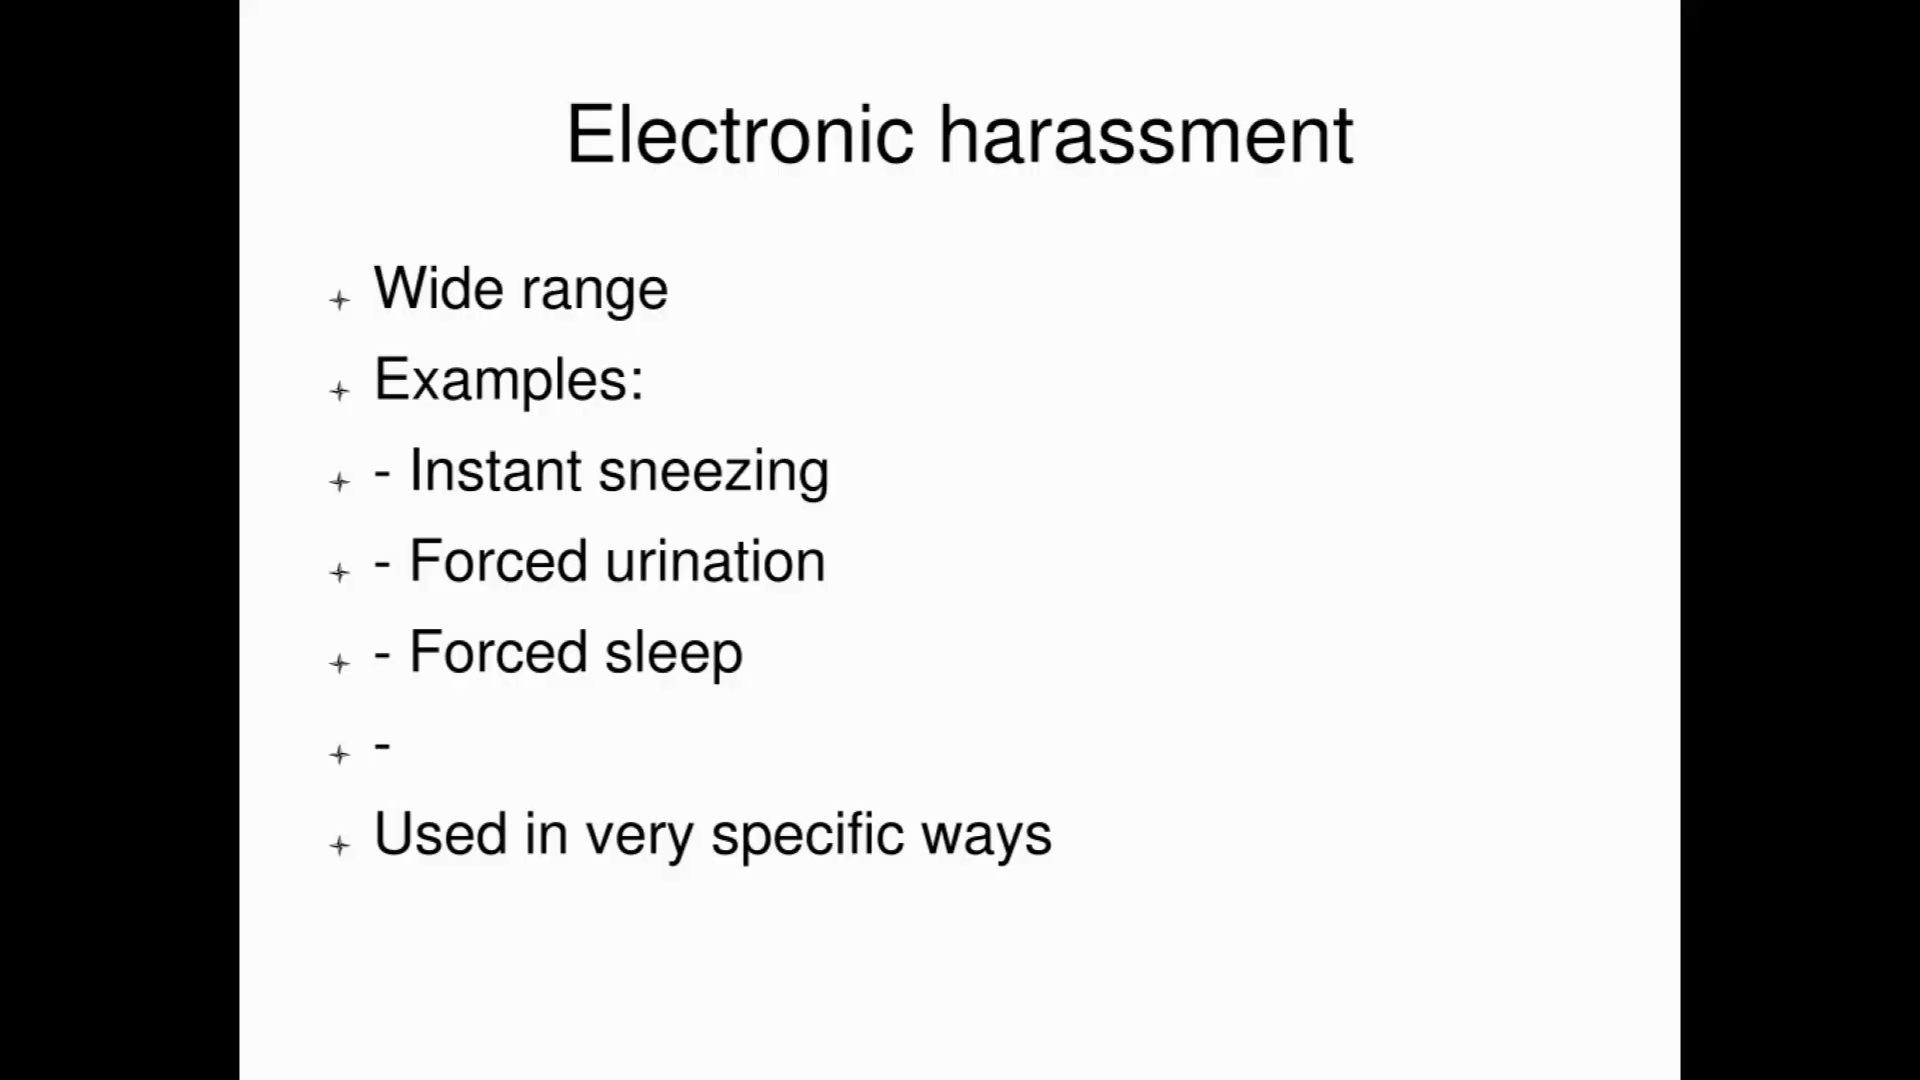 Electronic harassment
Wide range
Examples:
- Instant sneezing
- Forced urination
- Forced sleep
-
Used in very specific ways